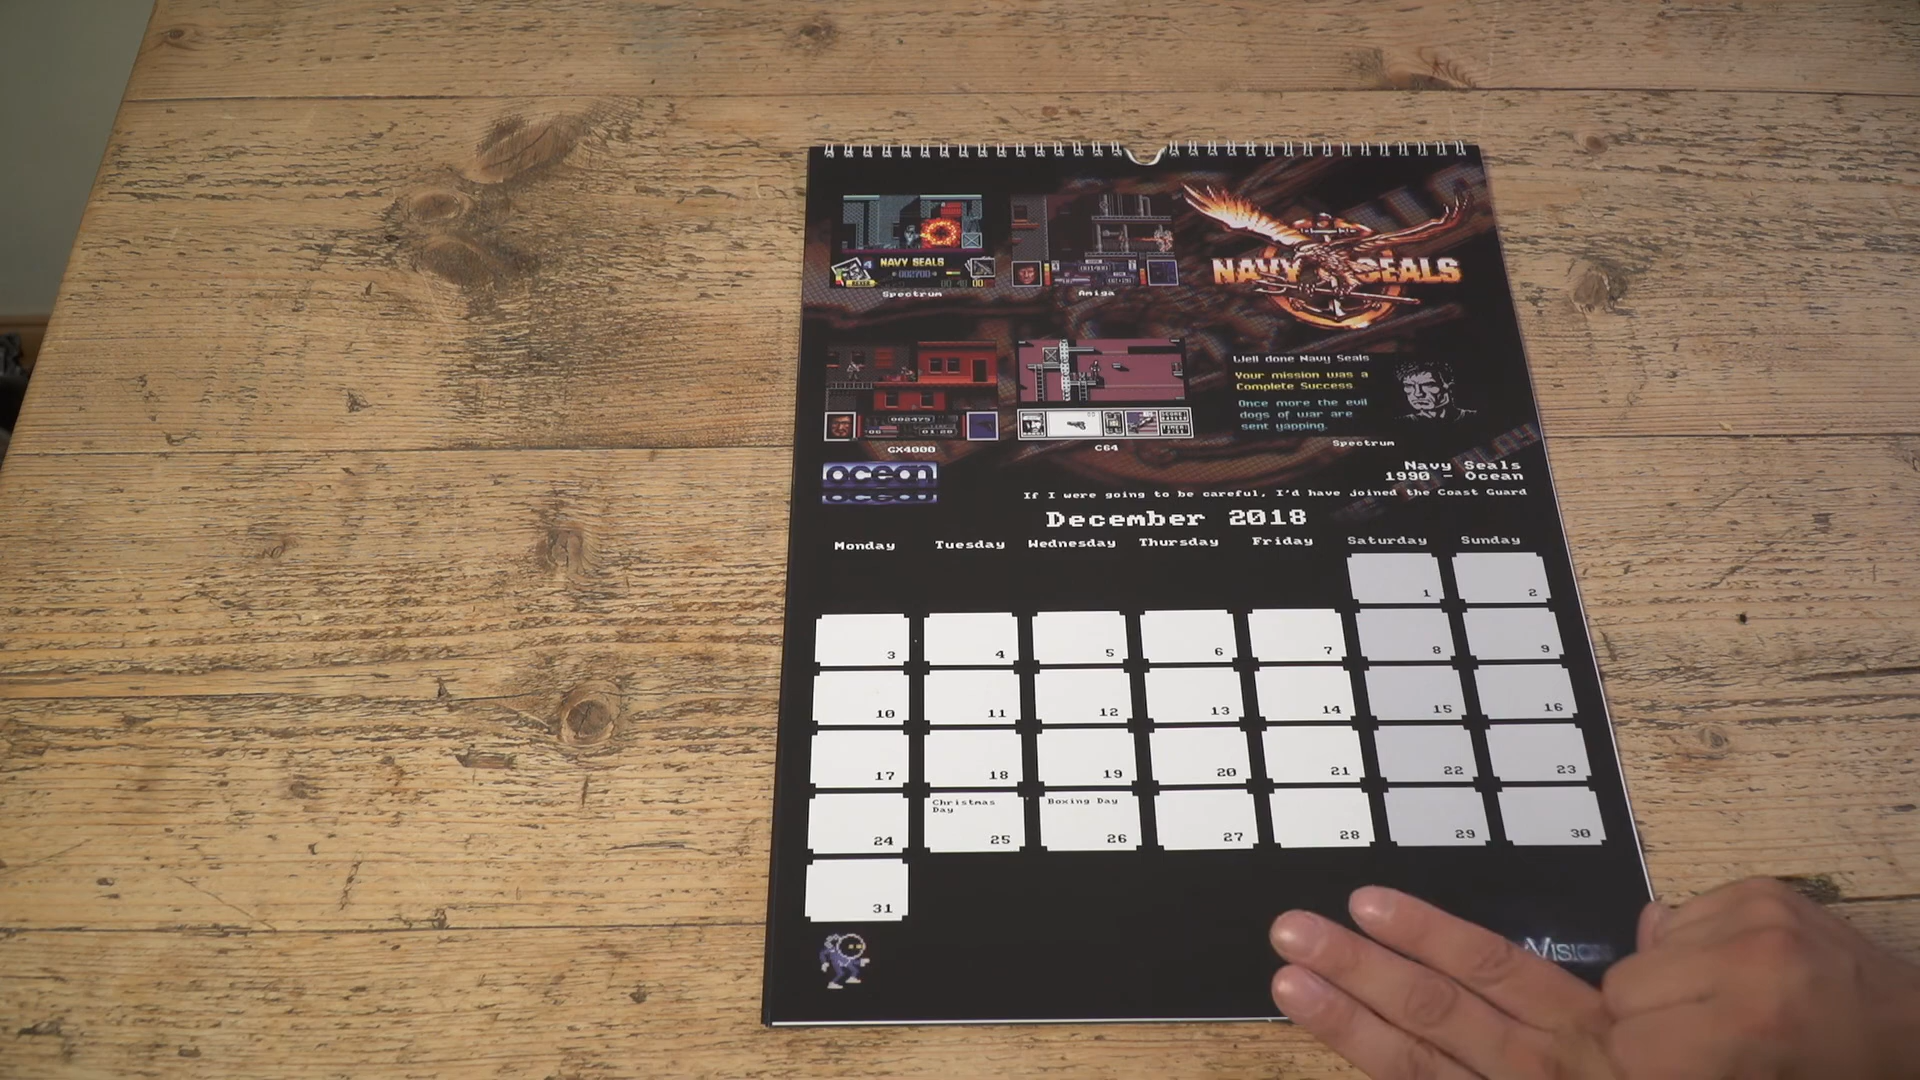 NAVY SEALS
002700
Spectrum
Amiga
NAVY SEALS
002475
01:20
GX4000
C64
Well done Navy Seals
Your mission was a
Complete Success.
Once more the evil
dogs of war are
sent yapping.
Spectrum
ocean
Navy Seals
1990 - Ocean
If I were going to be careful, I'd have joined the Coast Guard
December 2018
Monday Tuesday Wednesday Thursday Friday Saturday Sunday
1 2
3 4 5 6 7 8 9
10 11 12 13 14 15 16
17 18 19 20 21 22 23
Christmas Boxing Day
Day
24 25 26 27 28 29 30
31